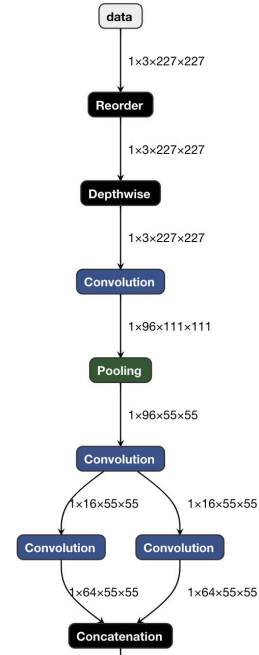 data
1×3×227×227
Reorder
1×3×227×227
Depthwise
1×3×227×227
Convolution
1×96×111×111
Pooling
1×96×55×55
Convolution
1×16×55×55 1×16×55×55
Convolution Convolution
1×64×55×55 1×64×55×55
Concatenation